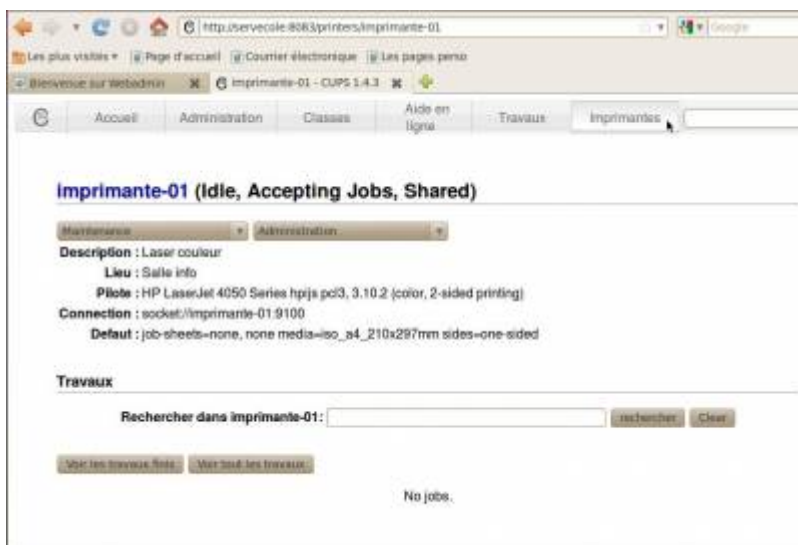 http://servecole:8083/printers/imprimante-01
Google
Les plus visités Page d'accueil Courrier électronique Les pages perso
Bienvenue sur Webadmin imprimante-01 - CUPS 1.4.3
Accueil Administration Classes Aide en ligne Travaux Imprimantes
imprimante-01 (Idle, Accepting Jobs, Shared)
Maintenance Administration
Description : Laser couleur
Lieu : Salle info
Pilote : HP LaserJet 4050 Series hpijs pcl3, 3.10.2 (color, 2-sided printing)
Connection : socket://imprimante-01:9100
Defaut : job-sheets=none, none media=iso_a4_210x297mm sides=one-sided
Travaux
Rechercher dans imprimante-01: rechercher Clear
Voir les travaux finis Voir tout les travaux
No jobs.